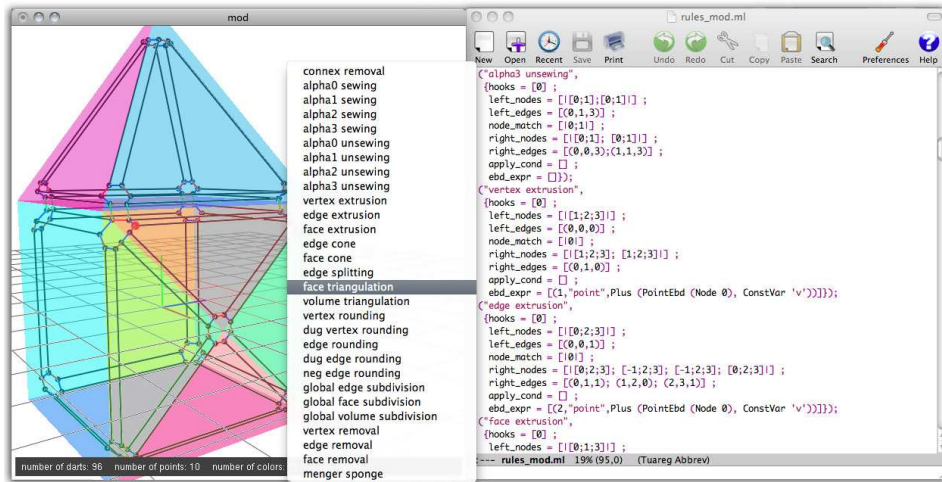 mod
connex removal
alpha0 sewing
alpha1 sewing
alpha2 sewing
alpha3 sewing
alpha0 unsewing
alpha1 unsewing
alpha2 unsewing
alpha3 unsewing
vertex extrusion
edge extrusion
face extrusion
edge cone
face cone
edge splitting
face triangulation
volume triangulation
vertex rounding
dug vertex rounding
edge rounding
dug edge rounding
neg edge rounding
global edge subdivision
global face subdivision
global volume subdivision
vertex removal
edge removal
face removal
menger sponge
number of darts: 96 number of points: 10 number of colors:
rules_mod.ml
New Open Recent Save Print Undo Redo Cut Copy Paste Search Preferences Help
("alpha3 unsewing",
{hooks = [0] ;
left_nodes = [|[0;1];[0;1]|] ;
left_edges = [(0,1,3)] ;
node_match = [|0;1|] ;
right_nodes = [|[0;1]; [0;1]|] ;
right_edges = [(0,0,3);(1,1,3)] ;
apply_cond = [] ;
ebd_expr = []});
("vertex extrusion",
{hooks = [0] ;
left_nodes = [|[1;2;3]|] ;
left_edges = [(0,0,0)] ;
node_match = [|0|] ;
right_nodes = [|[1;2;3]; [1;2;3]|] ;
right_edges = [(0,1,0)] ;
apply_cond = [] ;
ebd_expr = [(1,"point",Plus (PointEbd (Node 0), ConstVar 'v'))]});
("edge extrusion",
{hooks = [0] ;
left_nodes = [|[0;2;3]|] ;
left_edges = [(0,0,1)] ;
node_match = [|0|] ;
right_nodes = [|[0;2;3]; [-1;2;3]; [-1;2;3]; [0;2;3]|] ;
right_edges = [(0,1,1); (1,2,0); (2,3,1)] ;
apply_cond = [] ;
ebd_expr = [(2,"point",Plus (PointEbd (Node 0), ConstVar 'v'))]});
("face extrusion",
{hooks = [0] ;
left_nodes = [|[0;1;3]|] ;
:--- rules_mod.ml 19% (95,0) (Tuareg Abbrev)